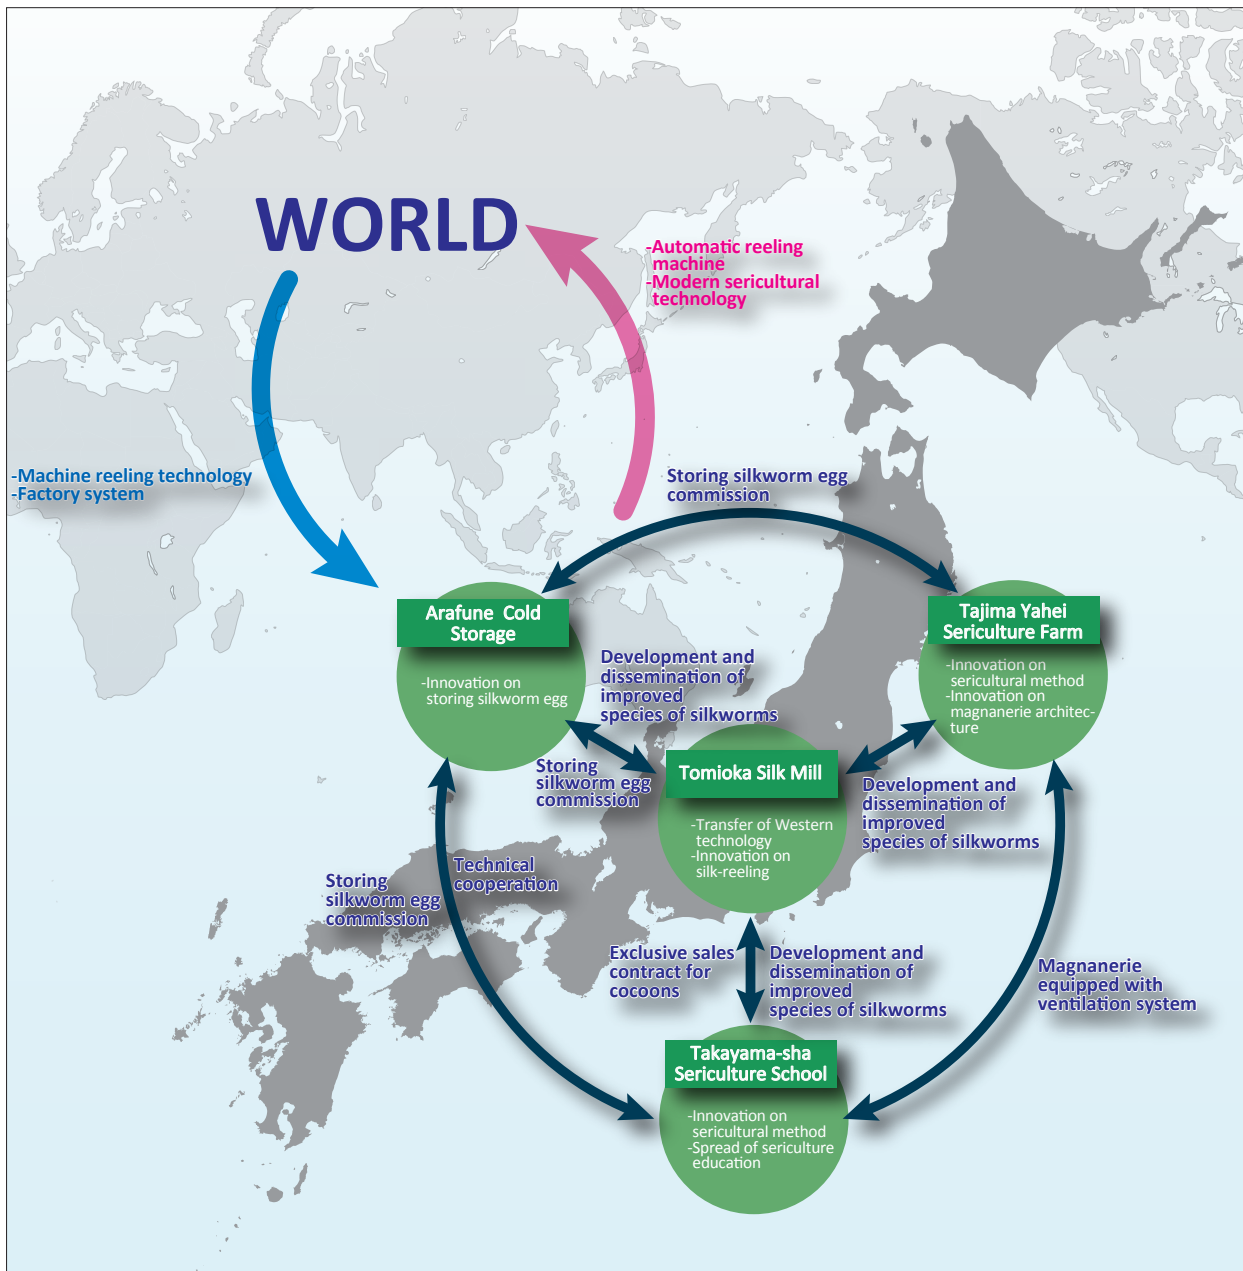 WORLD
-Automatic reeling
machine
-Modern sericultural
technology
-Machine reeling technology
-Factory system
Storing silkworm egg
commission
Arafune Cold
Storage
-Innovation on
storing silkworm egg
Tajima Yahei
Sericulture Farm
-Innovation on
sericultural method
-Innovation on
magnanerie architec-
ture
Development and
dissemination of
improved
species of silkworms
Storing
silkworm egg
commission
Tomioka Silk Mill
-Transfer of Western
technology
-Innovation on
silk-reeling
Development and
dissemination of
improved
species of silkworms
Storing
silkworm egg
commission
Technical
cooperation
Exclusive sales
contract for
cocoons
Development and
dissemination of
improved
species of silkworms
Magnanerie
equipped with
ventilation system
Takayama-sha
Sericulture School
-Innovation on
sericultural method
-Spread of sericulture
education